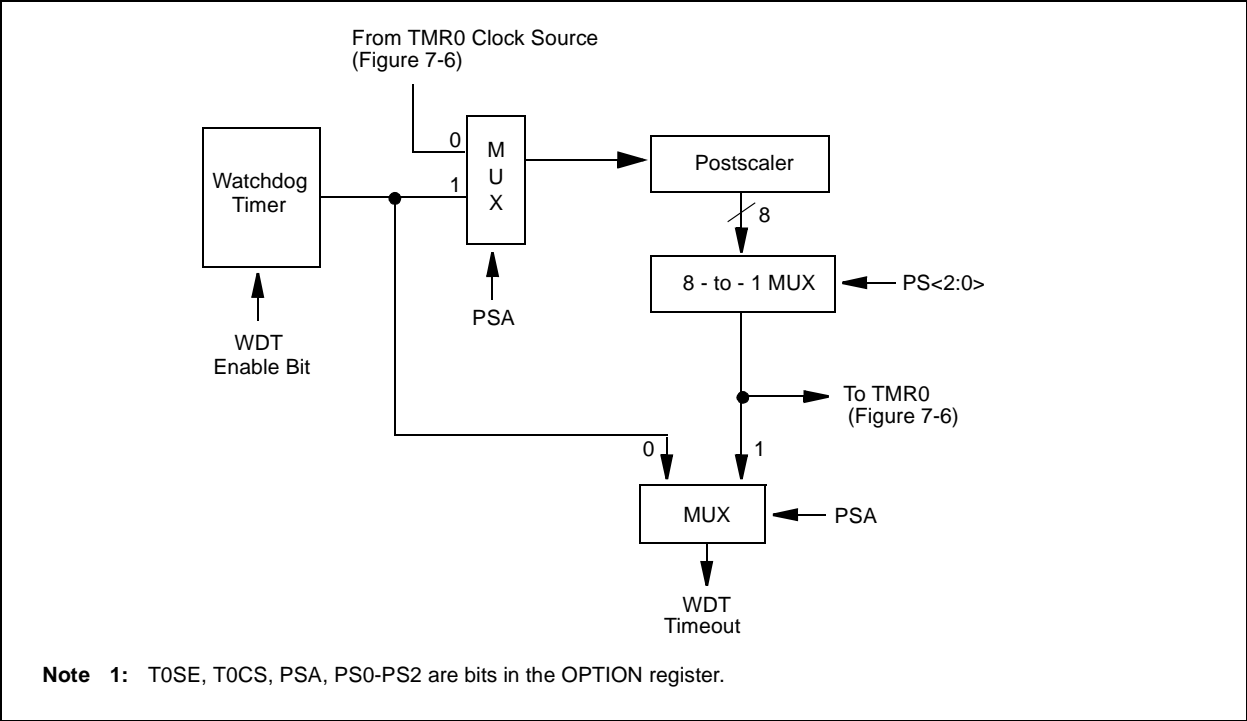 From TMR0 Clock Source
(Figure 7-6)
0
M
U
X
1
Watchdog
Timer
Postscaler
8
8 - to - 1 MUX
PS<2:0>
PSA
WDT
Enable Bit
To TMR0
(Figure 7-6)
0
1
MUX
PSA
WDT
Timeout
Note 1: T0SE, T0CS, PSA, PS0-PS2 are bits in the OPTION register.